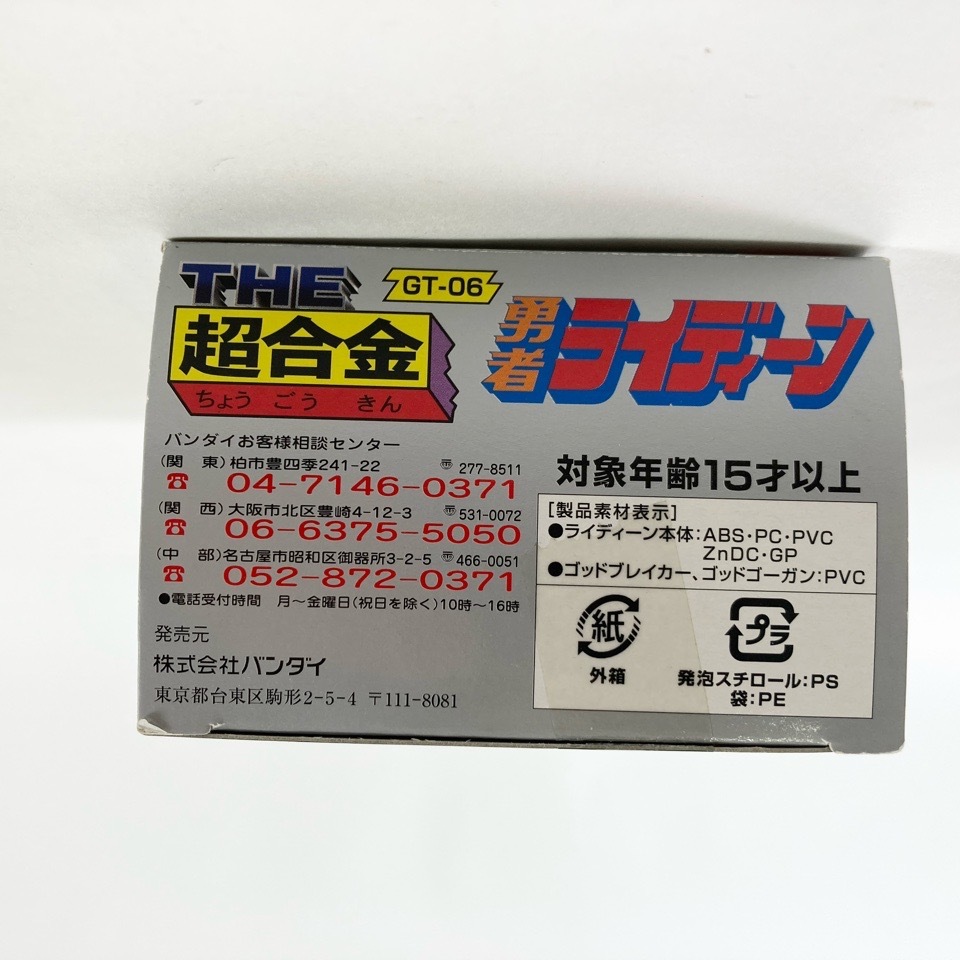 THE
超合金
ちょう ごう きん
GT-06
勇者
ライディーン
バンダイお客様相談センター
(関 東)柏市豊四季241-22 〠277-8511
☎ 04-7146-0371
(関 西)大阪市北区豊崎4-12-3 〠531-0072
☎ 06-6375-5050
(中 部)名古屋市昭和区御器所3-2-5 〠466-0051
☎ 052-872-0371
●電話受付時間 月〜金曜日(祝日を除く)10時〜16時
発売元
株式会社バンダイ
東京都台東区駒形2-5-4 〒111-8081
対象年齢15才以上
[製品素材表示]
●ライディーン本体:ABS・PC・PVC
ZnDC・GP
●ゴッドブレイカー、ゴッドゴーガン:PVC
紙
外箱
プラ
発泡スチロール:PS
袋:PE